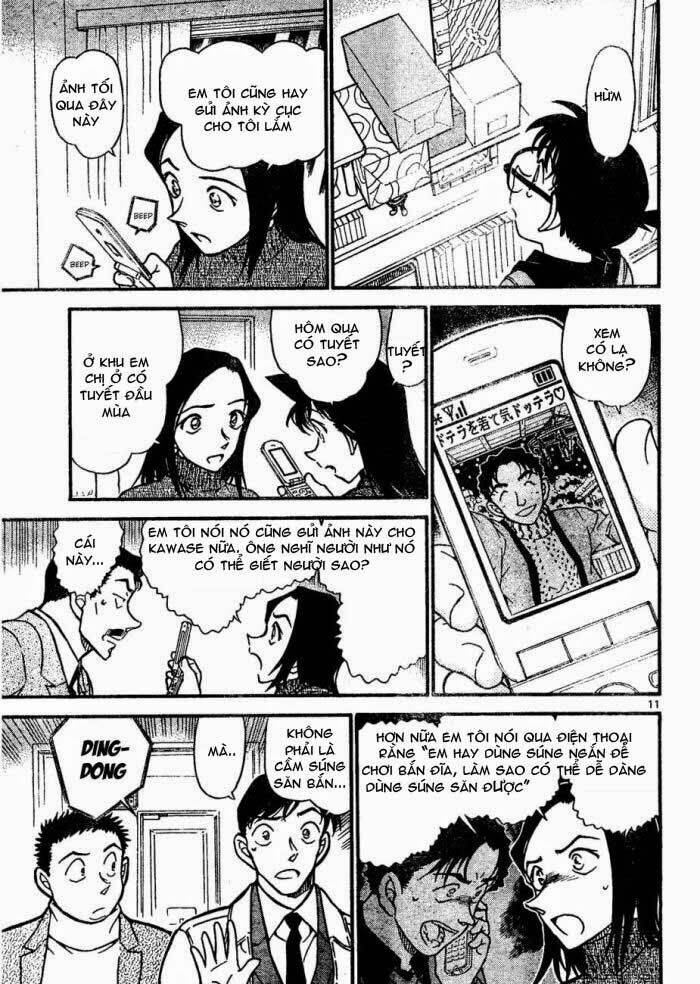 HỪM
EM TÔI CŨNG HAY
GỬI ẢNH KỲ CỤC
CHO TÔI LẮM
ẢNH TỐI
QUA ĐÂY
NÀY
BEEP
BEEP
XEM
CÓ LẠ
KHÔNG?
ドテラを着て気ドッテラ♡
TUYẾT
?
HÔM QUA
CÓ TUYẾT
SAO?
Ở KHU EM
CHỊ Ở CÓ
TUYẾT ĐẦU
MÙA
EM TÔI NÓI NÓ CŨNG GỬI ẢNH NÀY CHO
KAWASE NỮA. ÔNG NGHĨ NGƯỜI NHƯ NÓ
CÓ THỂ GIẾT NGƯỜI SAO?
CÁI
NÀY...
11
HƠN NỮA EM TÔI NÓI QUA ĐIỆN THOẠI
RẰNG "EM HAY DÙNG SÚNG NGẮN ĐỂ
CHƠI BẮN ĐĨA, LÀM SAO CÓ THỂ DỄ DÀNG
DÙNG SÚNG SĂN ĐƯỢC"
KHÔNG
PHẢI LÀ
CẦM SÚNG
SĂN BẮN...
MÀ..
DING-
DONG